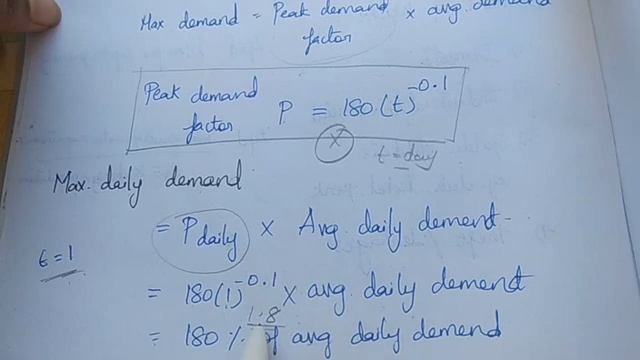 Max demand = Peak demand factor × avg. demand
Peak demand factor P = 180 (t)^-0.1
t = day
Max. daily demand
= P daily × Avg. daily demand
t = 1
= 180(1)^-0.1 × avg. daily demand
1.8
= 180 % of avg daily demand